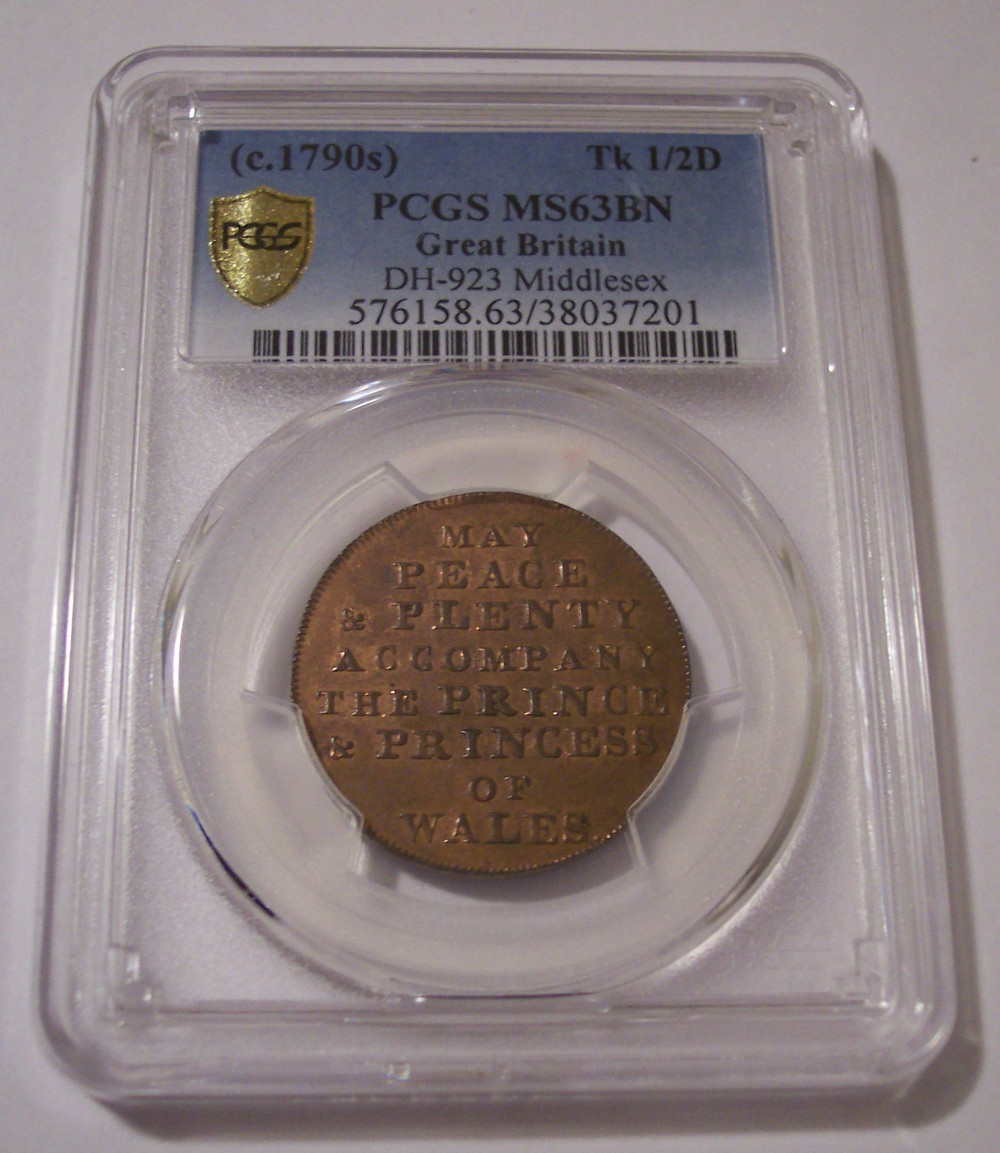 (c.1790s) Tk 1/2D
PCGS
PCGS MS63BN
Great Britain
DH-923 Middlesex
576158.63/38037201
MAY
PEACE
& PLENTY
ACCOMPANY
THE PRINCE
& PRINCESS
OF
WALES